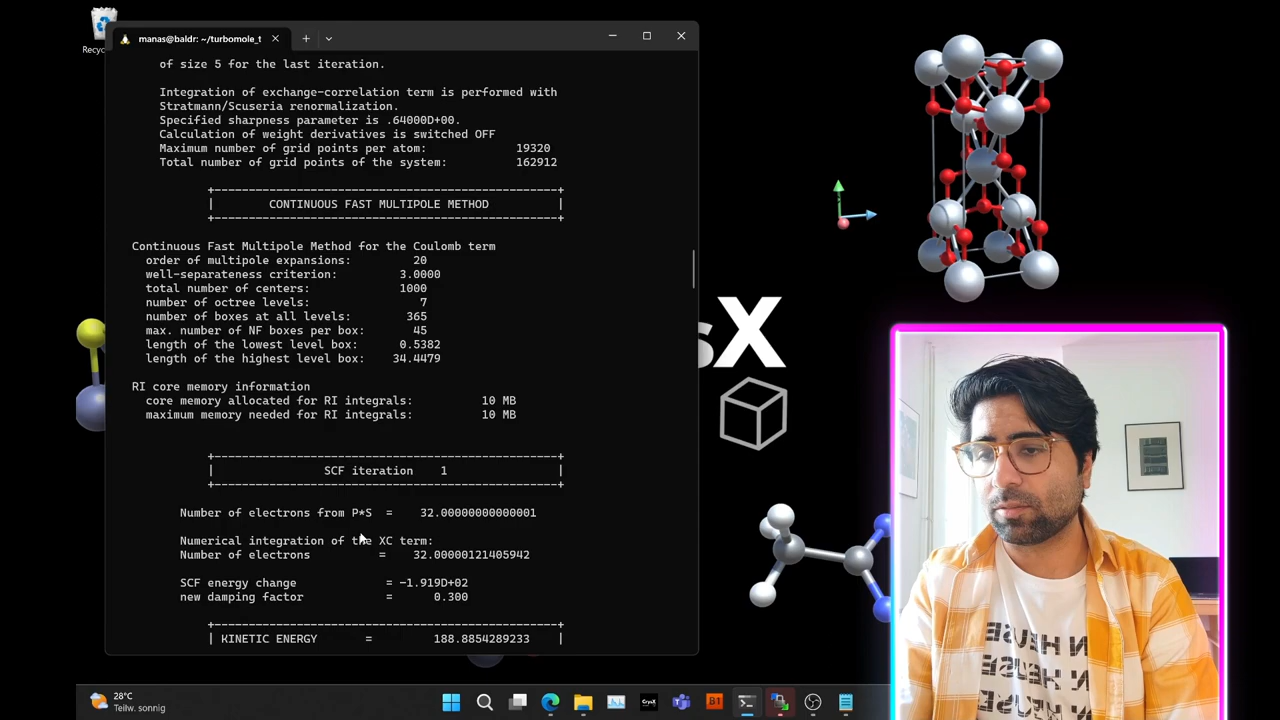 Recyc
manas@baldr: ~/turbomole_t
of size 5 for the last iteration.
Integration of exchange-correlation term is performed with
Stratmann/Scuseria renormalization.
Specified sharpness parameter is .64000D+00.
Calculation of weight derivatives is switched OFF
Maximum number of grid points per atom: 19320
Total number of grid points of the system: 162912
CONTINUOUS FAST MULTIPOLE METHOD
Continuous Fast Multipole Method for the Coulomb term
order of multipole expansions: 20
well-separateness criterion: 3.0000
total number of centers: 1000
number of octree levels: 7
number of boxes at all levels: 365
max. number of NF boxes per box: 45
length of the lowest level box: 0.5382
length of the highest level box: 34.4479
RI core memory information
core memory allocated for RI integrals: 10 MB
maximum memory needed for RI integrals: 10 MB
SCF iteration 1
Number of electrons from P*S = 32.00000000000001
Numerical integration of the XC term:
Number of electrons = 32.00000121405942
SCF energy change = -1.919D+02
new damping factor = 0.300
| KINETIC ENERGY = 188.8854289233 |
sX
N HEUSE
N HEUSE
N HEUSE
28°C
Teilw. sonnig
CrysX
B1